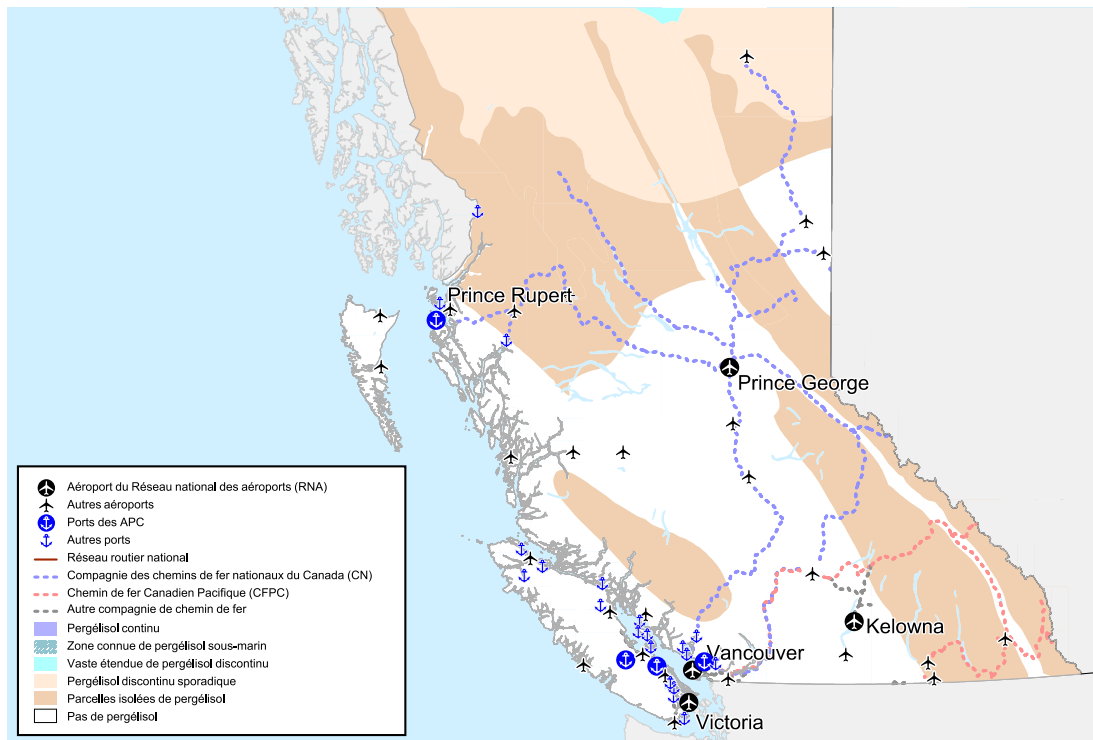 Prince Rupert
Prince George
Kelowna
Vancouver
Victoria
Aéroport du Réseau national des aéroports (RNA)
Autres aéroports
Ports des APC
Autres ports
Réseau routier national
Compagnie des chemins de fer nationaux du Canada (CN)
Chemin de fer Canadien Pacifique (CFPC)
Autre compagnie de chemin de fer
Pergélisol continu
Zone connue de pergélisol sous-marin
Vaste étendue de pergélisol discontinu
Pergélisol discontinu sporadique
Parcelles isolées de pergélisol
Pas de pergélisol